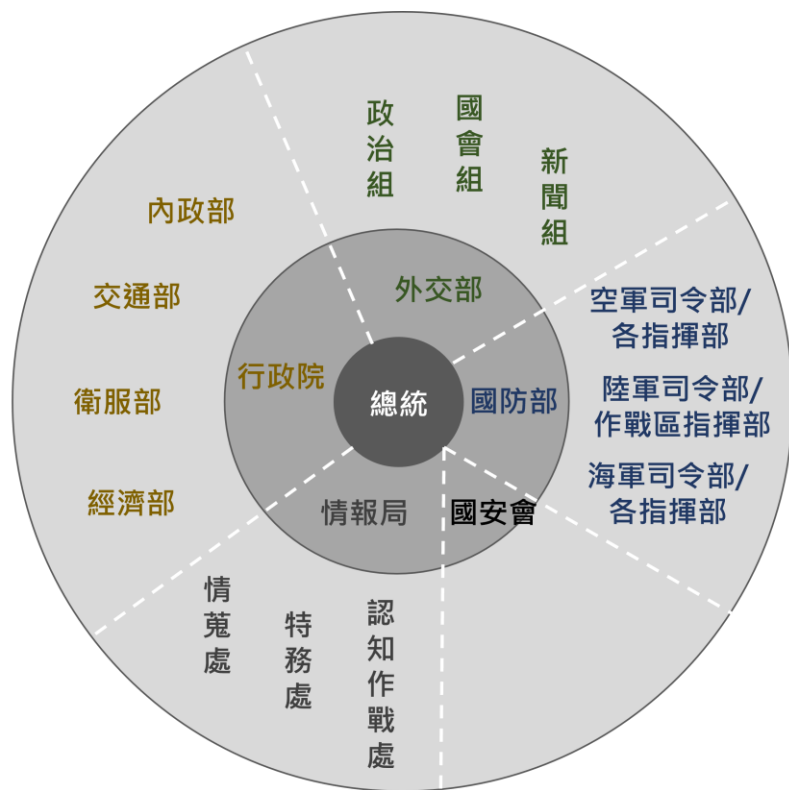 政治組
國會組
新聞組
內政部
交通部
衛服部
經濟部
外交部
行政院
總統
國防部
情報局
國安會
空軍司令部/
各指揮部
陸軍司令部/
作戰區指揮部
海軍司令部/
各指揮部
情蒐處
特務處
認知作戰處